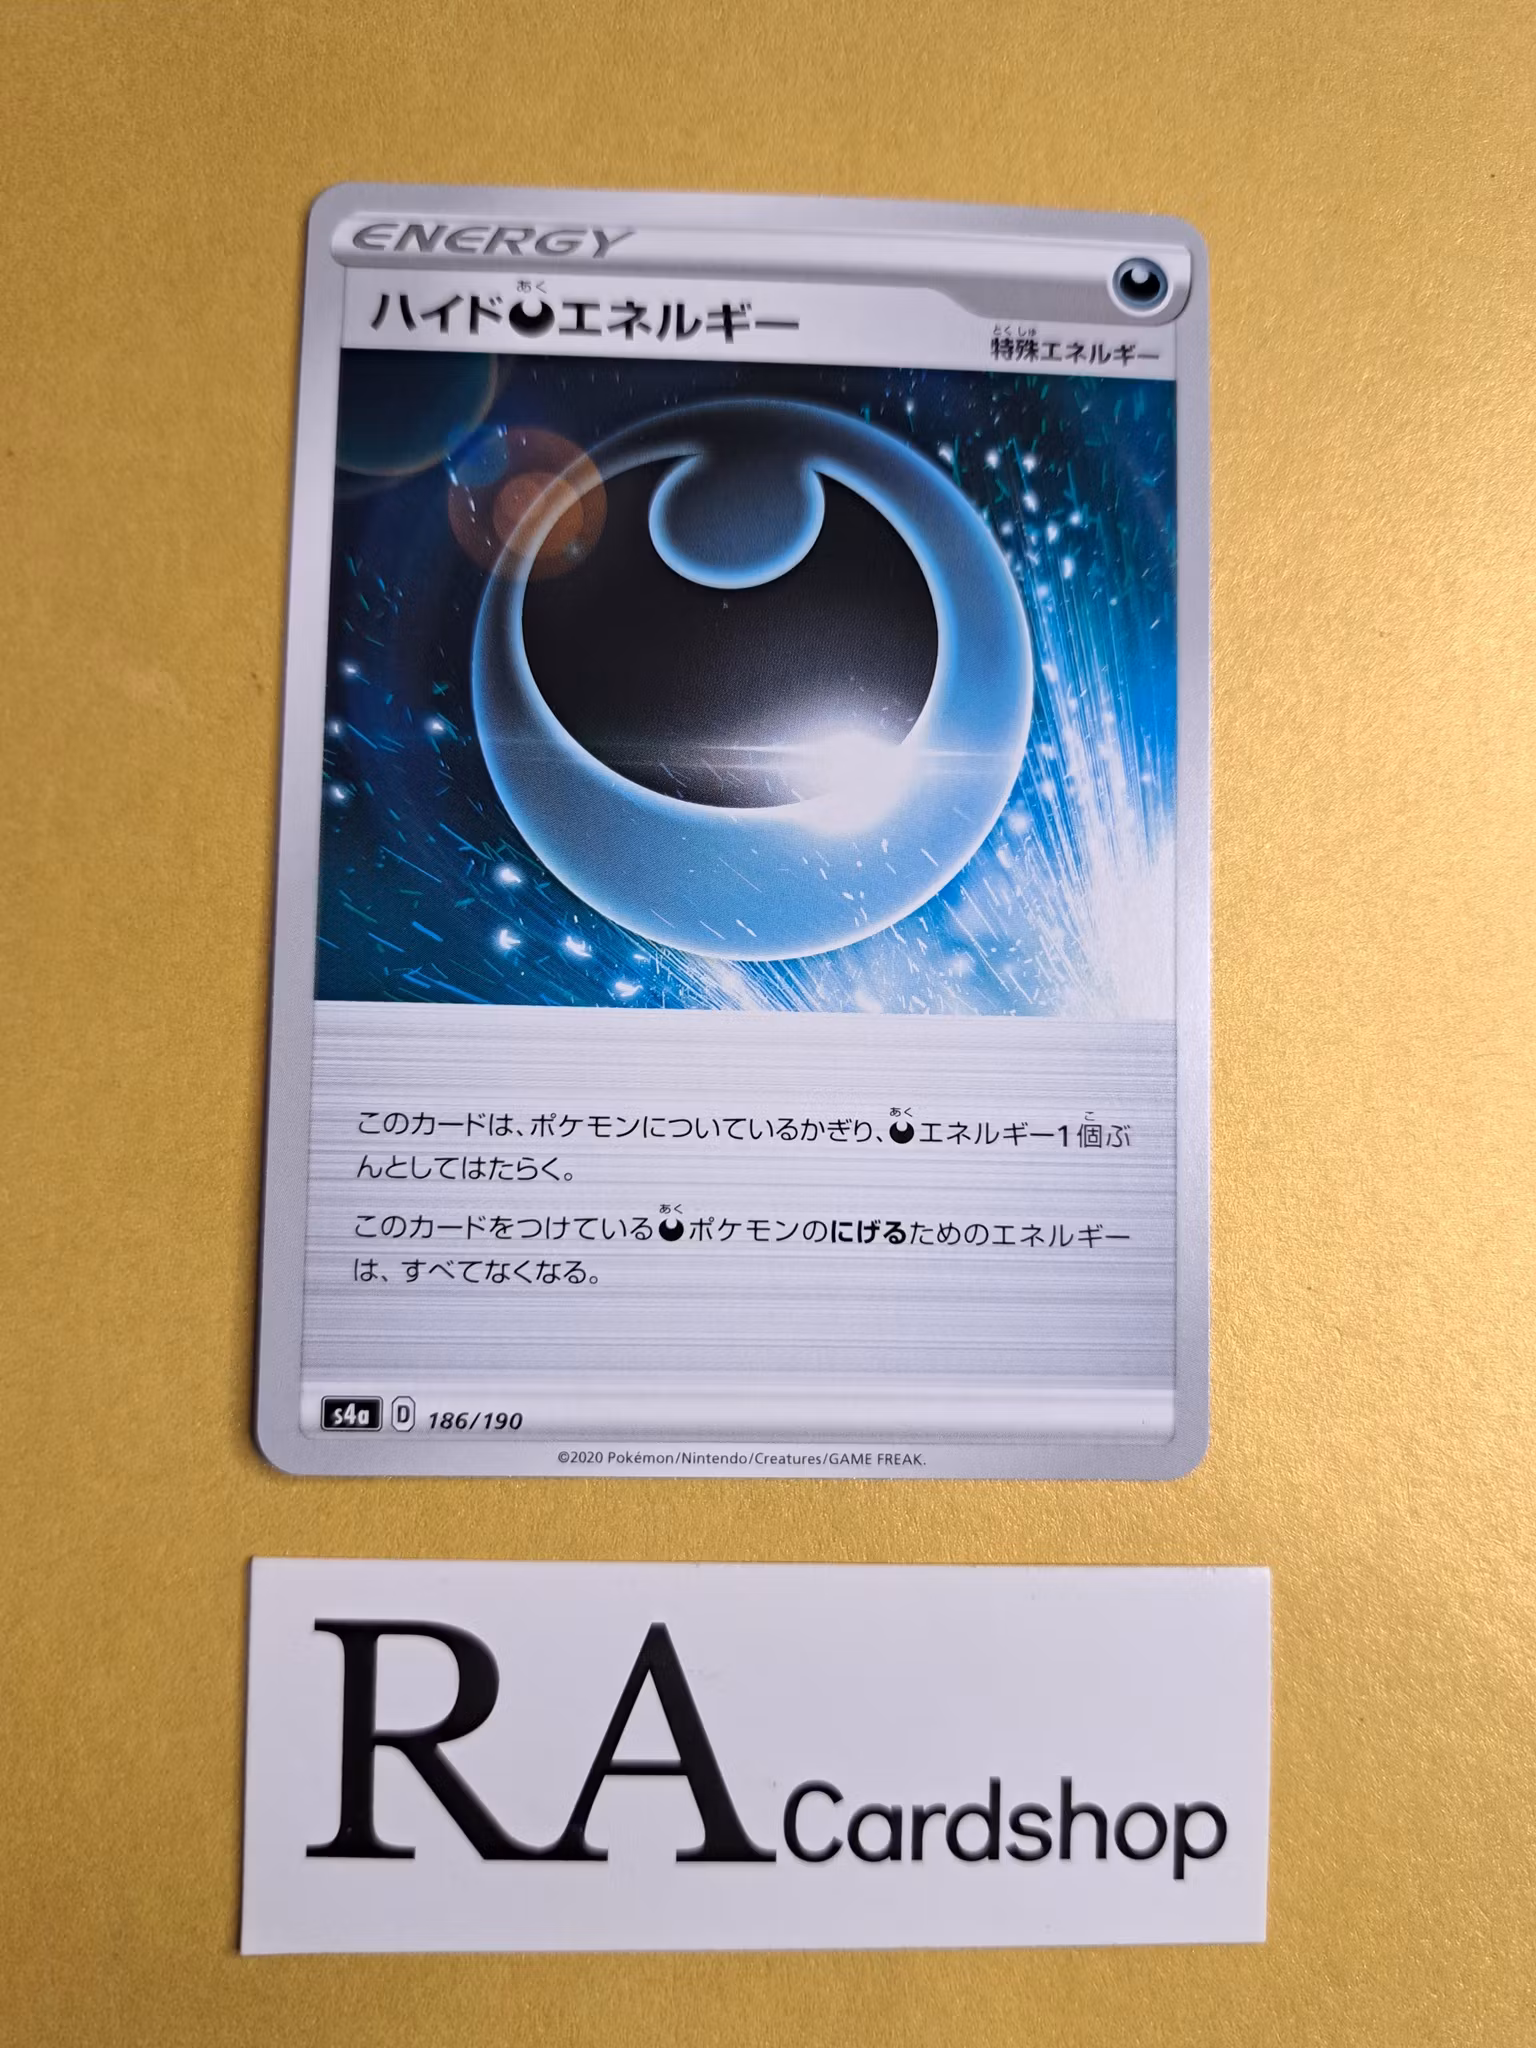 ENERGY
あく
ハイド エネルギー
とくしゅ
特殊エネルギー
あく こ
このカードは、ポケモンについているかぎり、 エネルギー1個ぶ
んとしてはたらく。
あく
このカードをつけている ポケモンのにげるためのエネルギー
は、すべてなくなる。
s4a D 186/190
©2020 Pokémon/Nintendo/Creatures/GAME FREAK.
RA Cardshop